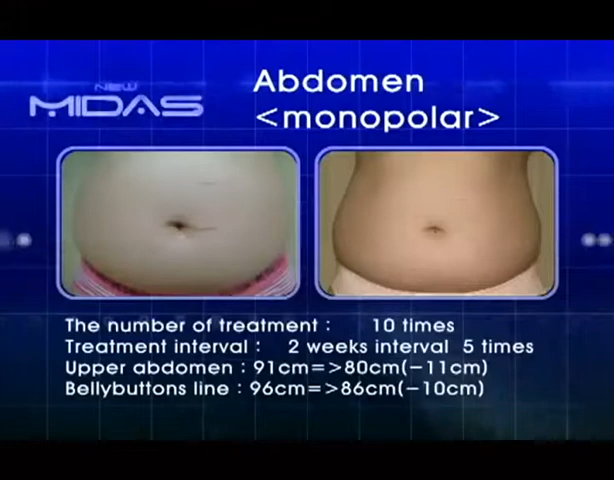 NEW
MIDAS
Abdomen
<monopolar>
The number of treatment : 10 times
Treatment interval : 2 weeks interval 5 times
Upper abdomen : 91cm=>80cm(-11cm)
Bellybuttons line : 96cm=>86cm(-10cm)